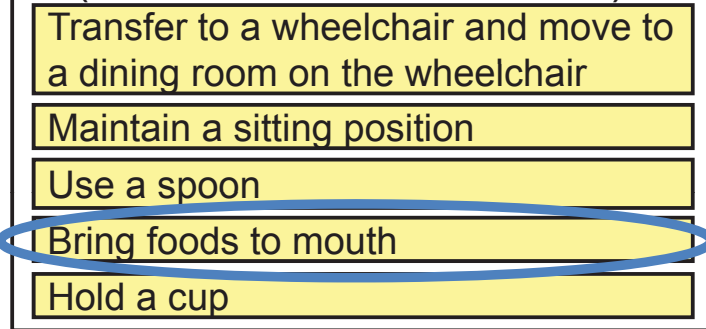 Transfer to a wheelchair and move to
a dining room on the wheelchair
Maintain a sitting position
Use a spoon
Bring foods to mouth
Hold a cup